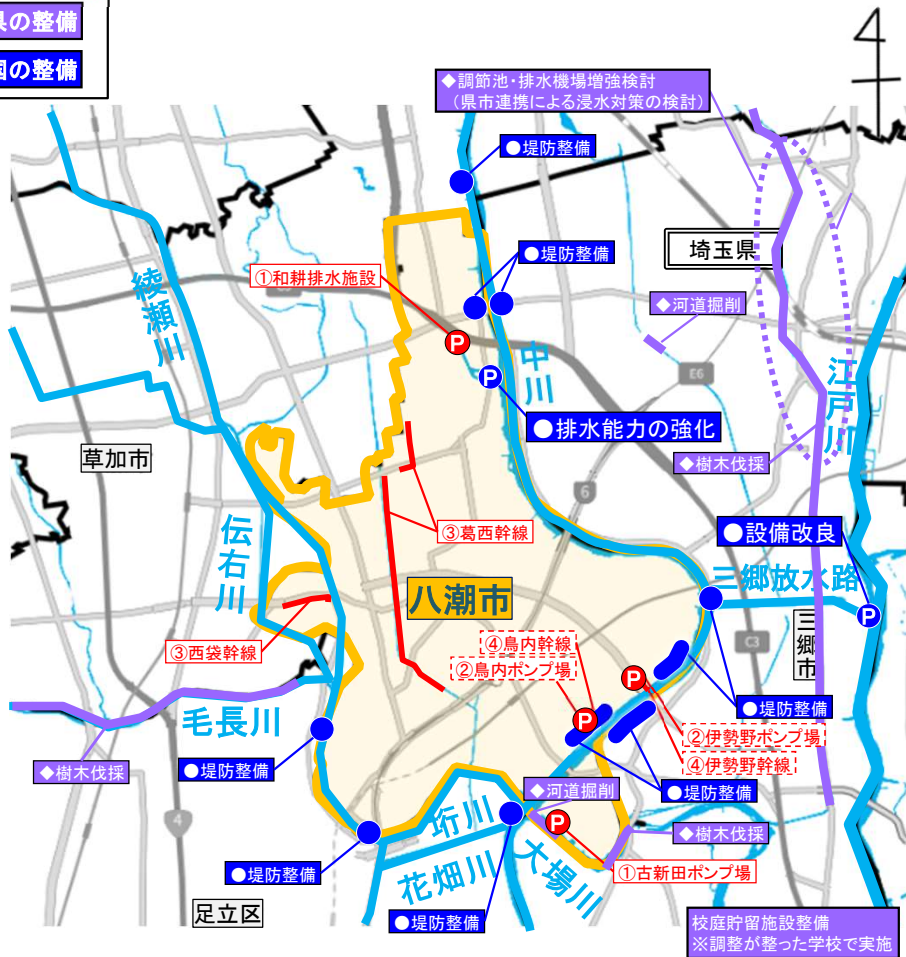 県の整備
国の整備
◆調節池・排水機場増強検討
（県市連携による浸水対策の検討）
●堤防整備
●堤防整備
埼玉県
①和耕排水施設
◆河道掘削
綾瀬川
中川
P
P
E6
江戸川
●排水能力の強化
草加市
◆樹木伐採
6
③葛西幹線
●設備改良
伝右川
三郷放水路
八潮市
P
三郷市
C3
④鳥内幹線
③西袋幹線
②鳥内ポンプ場
P
P
●堤防整備
毛長川
②伊勢野ポンプ場
④伊勢野幹線
◆樹木伐採
●堤防整備
◆河道掘削
●堤防整備
4
垳川
P
◆樹木伐採
大場川
●堤防整備
花畑川
①古新田ポンプ場
足立区
●堤防整備
校庭貯留施設整備
※調整が整った学校で実施